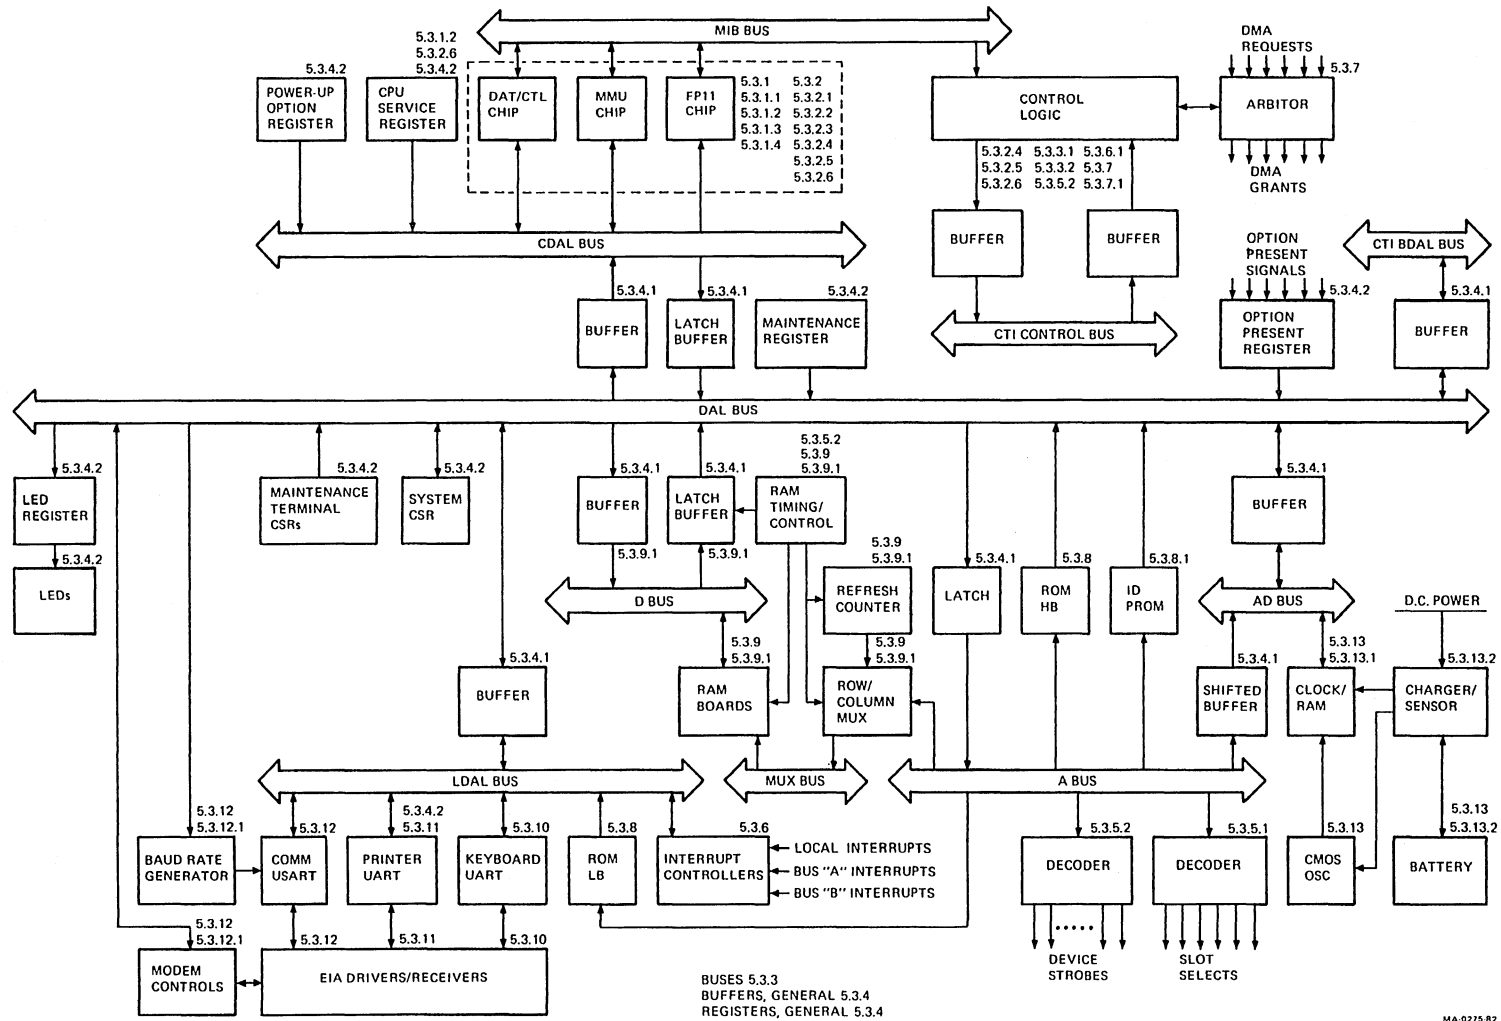 MIB BUS
5.3.1.2
5.3.2.6
5.3.4.2
5.3.4.2
POWER-UP
OPTION
REGISTER
CPU
SERVICE
REGISTER
DAT/CTL
CHIP
MMU
CHIP
FP11
CHIP
5.3.1
5.3.1.1
5.3.1.2
5.3.1.3
5.3.1.4
5.3.2
5.3.2.1
5.3.2.2
5.3.2.3
5.3.2.4
5.3.2.5
5.3.2.6
CONTROL
LOGIC
DMA
REQUESTS
5.3.7
ARBITOR
DMA
GRANTS
5.3.2.4 5.3.3.1 5.3.6.1
5.3.2.5 5.3.3.2 5.3.7
5.3.2.6 5.3.5.2 5.3.7.1
BUFFER
BUFFER
CDAL BUS
OPTION
PRESENT
SIGNALS
CTI BDAL BUS
5.3.4.1
BUFFER
5.3.4.1
LATCH
BUFFER
5.3.4.2
MAINTENANCE
REGISTER
CTI CONTROL BUS
5.3.4.2
OPTION
PRESENT
REGISTER
5.3.4.1
BUFFER
DAL BUS
5.3.4.2
LED
REGISTER
5.3.4.2
LEDs
5.3.4.2
MAINTENANCE
TERMINAL
CSRs
5.3.4.2
SYSTEM
CSR
5.3.4.1
BUFFER
5.3.9.1
5.3.4.1
LATCH
BUFFER
5.3.9.1
5.3.5.2
5.3.9
5.3.9.1
RAM
TIMING/
CONTROL
5.3.4.1
BUFFER
5.3.9
5.3.9.1
REFRESH
COUNTER
5.3.4.1
LATCH
5.3.8
ROM
HB
5.3.8.1
ID
PROM
D BUS
AD BUS
D.C. POWER
5.3.4.1
BUFFER
5.3.9
5.3.9.1
RAM
BOARDS
5.3.9
5.3.9.1
ROW/
COLUMN
MUX
5.3.4.1
SHIFTED
BUFFER
5.3.13
5.3.13.1
CLOCK/
RAM
5.3.13.2
CHARGER/
SENSOR
LDAL BUS
MUX BUS
A BUS
5.3.12
5.3.12.1
BAUD RATE
GENERATOR
5.3.12
COMM
USART
5.3.4.2
5.3.11
PRINTER
UART
5.3.10
KEYBOARD
UART
5.3.8
ROM
LB
5.3.6
INTERRUPT
CONTROLLERS
LOCAL INTERRUPTS
BUS "A" INTERRUPTS
BUS "B" INTERRUPTS
5.3.5.2
DECODER
5.3.5.1
DECODER
5.3.13
CMOS
OSC
5.3.13
5.3.13.2
BATTERY
5.3.12
5.3.12.1
MODEM
CONTROLS
5.3.12
5.3.11
5.3.10
EIA DRIVERS/RECEIVERS
DEVICE
STROBES
SLOT
SELECTS
BUSES 5.3.3
BUFFERS, GENERAL 5.3.4
REGISTERS, GENERAL 5.3.4
MA-0275-82